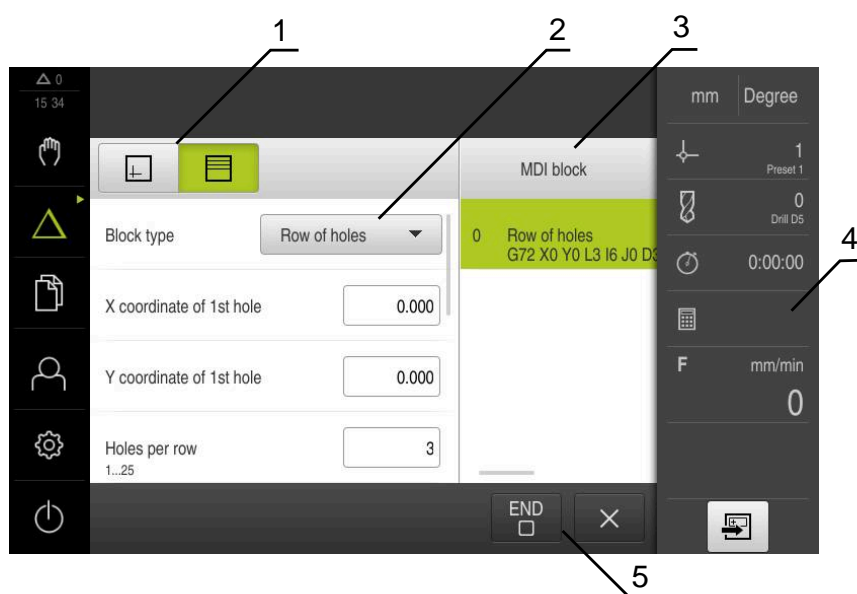 1
2
3
0
15 34
mm Degree
1
Preset 1
MDI block
0
Drill D5
Block type Row of holes
0 Row of holes
G72 X0 Y0 L3 I6 J0 D3
4
0:00:00
X coordinate of 1st hole 0.000
F mm/min
Y coordinate of 1st hole 0.000
0
Holes per row 3
1...25
END
5